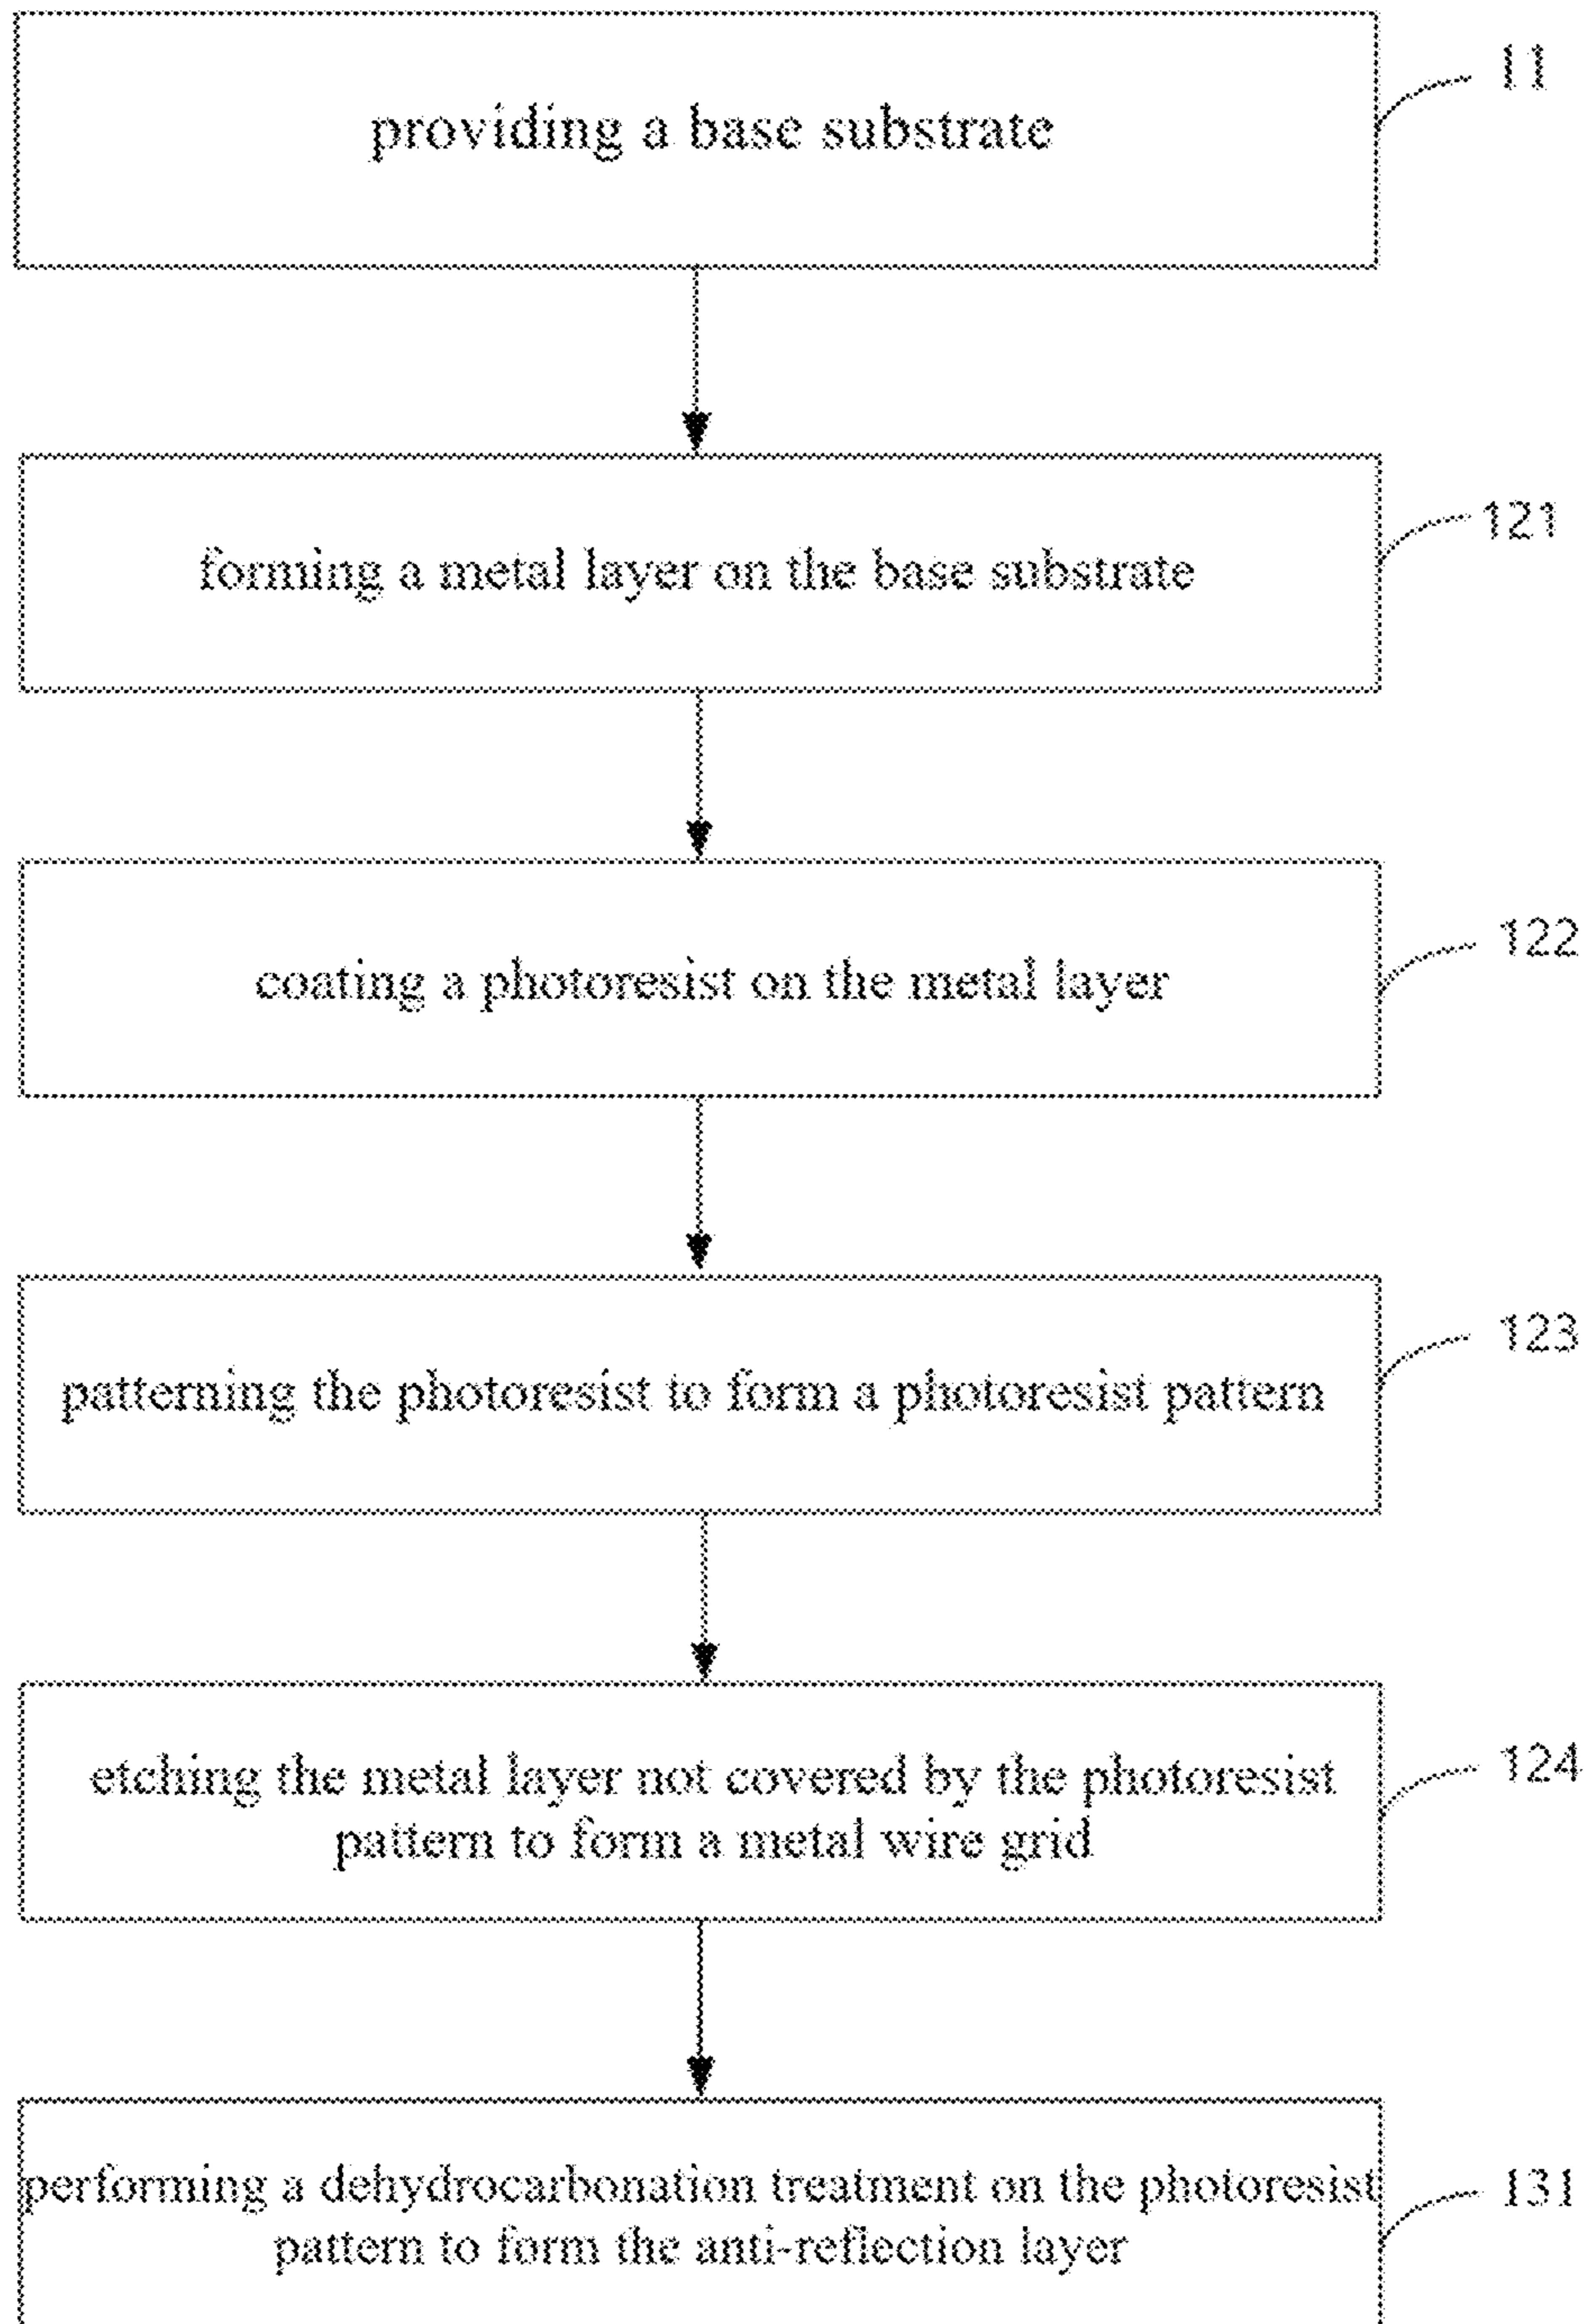 providing a base substrate
11
forming a metal layer on the base substrate
121
coating a photoresist on the metal layer
122
patterning the photoresist to form a photoresist pattern
123
etching the metal layer not covered by the photoresist
pattern to form a metal wire grid
124
performing a dehydrocarbonation treatment on the photoresist
pattern to form the anti-reflection layer
131